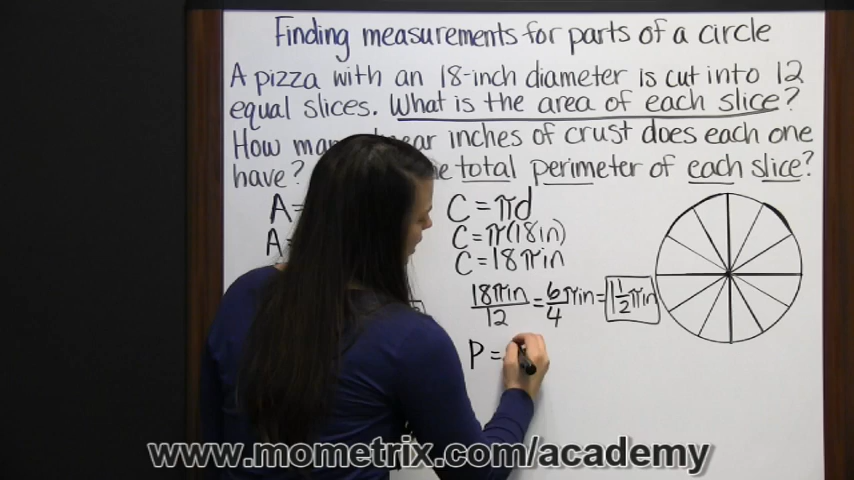 Finding measurements for parts of a circle
A pizza with an 18-inch diameter is cut into 12
equal slices. What is the area of each slice?
How linear inches of crust does each one
have? total perimeter of each slice?
A= C = πd
A= C = π(18in)
C = 18πin
18πin/12 = 6/4 πin = 1 1/2 πin
P =
www.mometrix.com/academy